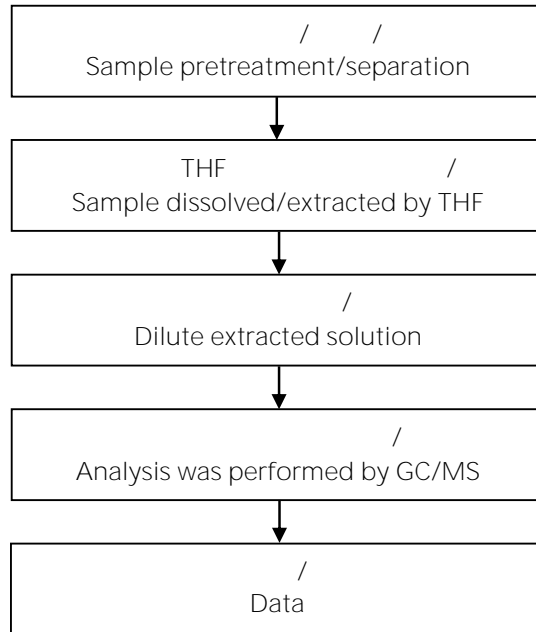 / /
Sample pretreatment/separation
THF /
Sample dissolved/extracted by THF
/
Dilute extracted solution
/
Analysis was performed by GC/MS
/
Data